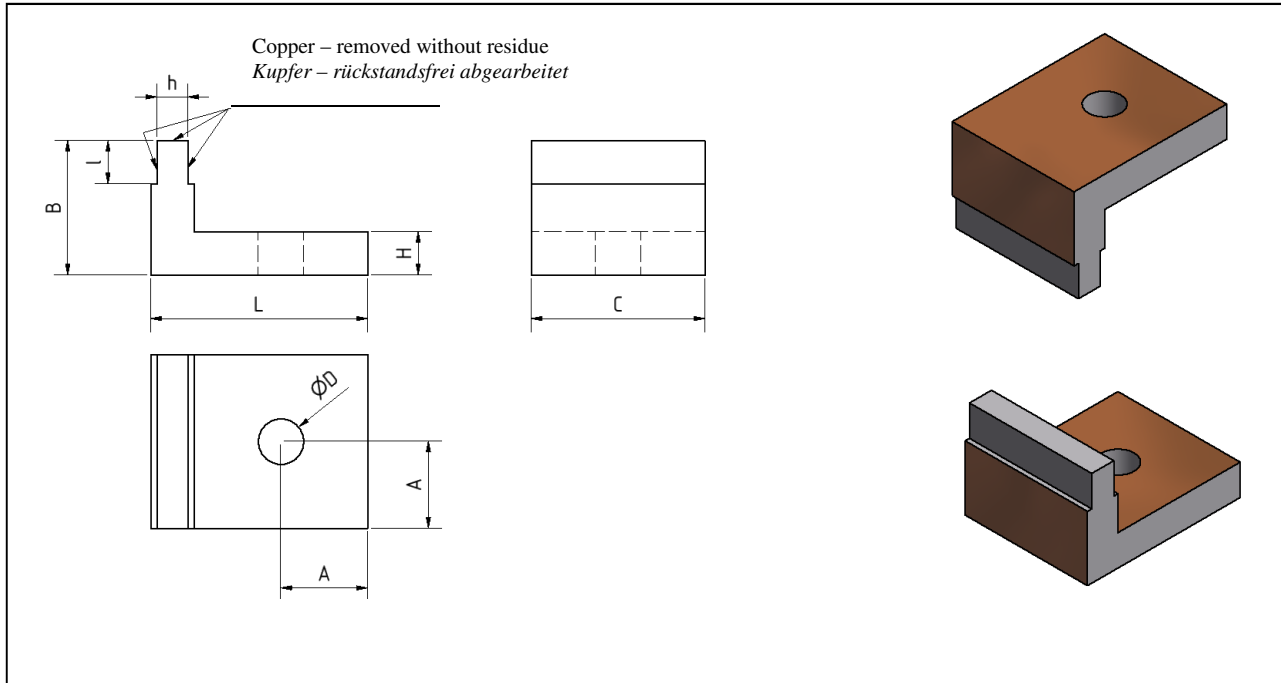 Copper – removed without residue
Kupfer – rückstandsfrei abgearbeitet
h
l
B
H
L
C
ØD
A
A